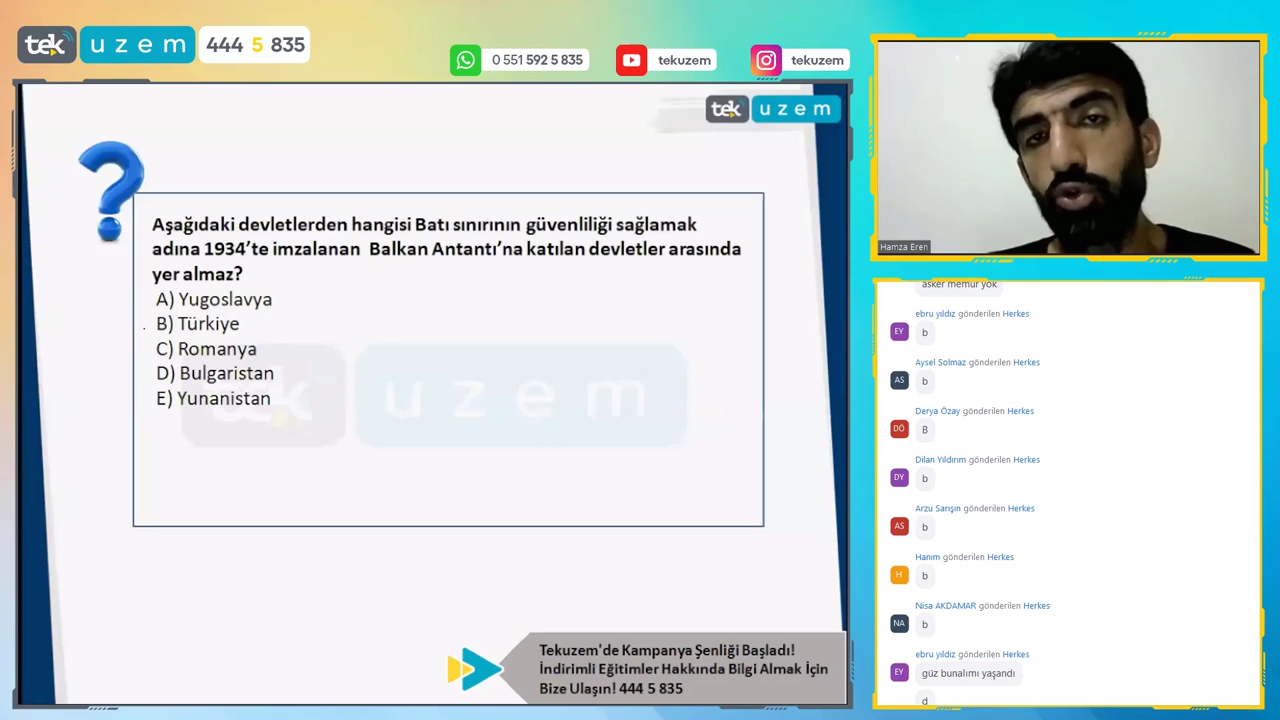 tek uzem 444 5 835
0 551 592 5 835
tekuzem
tekuzem
tek uzem
Aşağıdaki devletlerden hangisi Batı sınırının güvenliliği sağlamak
adına 1934’te imzalanan Balkan Antantı’na katılan devletler arasında
yer almaz?
A) Yugoslavya
B) Türkiye
C) Romanya
D) Bulgaristan
E) Yunanistan
tek uzem
Tekuzem'de Kampanya Şenliği Başladı!
İndirimli Eğitimler Hakkında Bilgi Almak İçin
Bize Ulaşın! 444 5 835
Hamza Eren
asker memur yok
ebru yıldız gönderilen Herkes
EY b
Aysel Solmaz gönderilen Herkes
AS b
Derya Özay gönderilen Herkes
DÖ B
Dilan Yıldırım gönderilen Herkes
DY b
Arzu Sarışın gönderilen Herkes
AS b
Hanım gönderilen Herkes
H b
Nisa AKDAMAR gönderilen Herkes
NA b
ebru yıldız gönderilen Herkes
EY güz bunalımı yaşandı
d